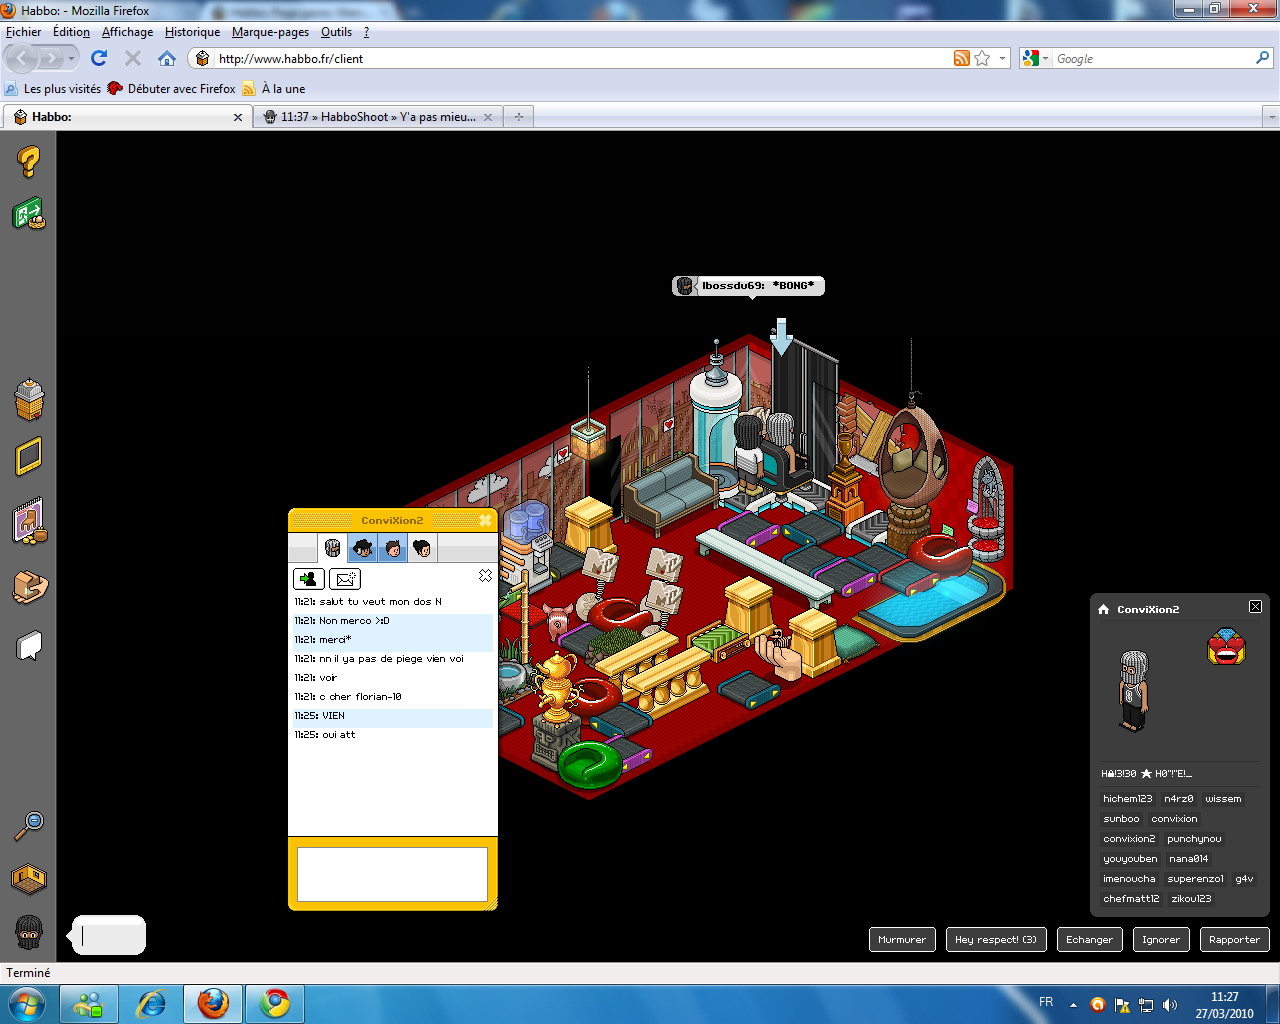 Habbo: - Mozilla Firefox
Fichier Édition Affichage Historique Marque-pages Outils ?
http://www.habbo.fr/client
Google
Les plus visités Débuter avec Firefox À la une
Habbo:
11:37 » HabboShoot » Y'a pas mieu...
lbossdu69: *BONG*
ConviXion2
11:21: salut tu veut mon dos N
11:21: Non merco >:D
11:21: merci*
11:21: nn il ya pas de piege vien voi
11:21: voir
11:21: c cher florian-10
11:25: VIEN
11:25: oui att
MTV
MTV
MTV
ConviXion2
hichem123 n4rz0 wissem
sunboo convixion
convixion2 punchynou
youyouben nana014
imenoucha superenzo1 g4v
chefmatt12 zikou123
Murmurer Hey respect! (3) Echanger Ignorer Rapporter
Terminé
FR
11:27
27/03/2010